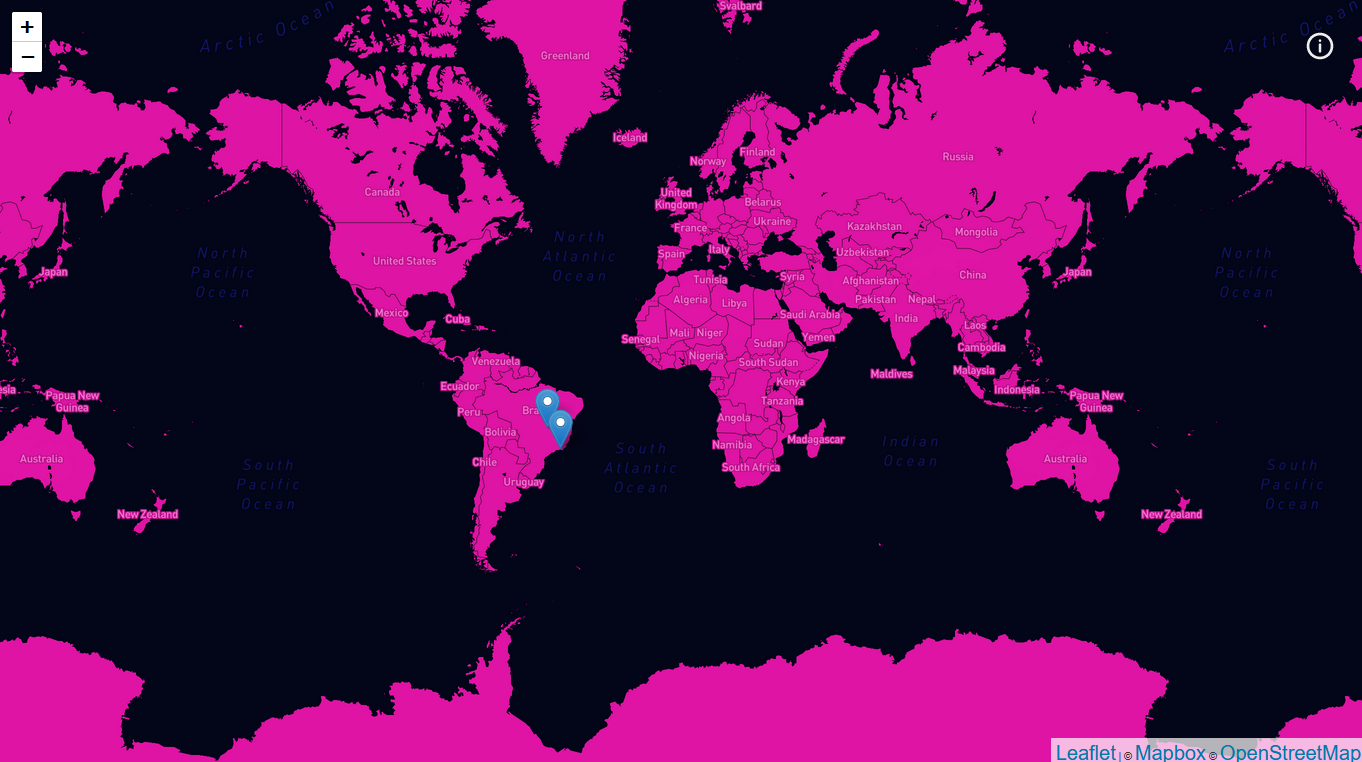 +
−
Arctic Ocean
Svalbard
Arctic Ocean
Greenland
Iceland
Norway
Finland
Russia
Canada
United
Kingdom
Belarus
Ukraine
France
Kazakhstan
Mongolia
North
Pacific
Ocean
North
Atlantic
Ocean
Spain
Italy
Uzbekistan
North
Pacific
Ocean
Japan
United States
Tunisia
Syria
Afghanistan
China
Japan
Algeria
Libya
Pakistan
Nepal
Mexico
Cuba
Saudi Arabia
India
Senegal
Mali
Niger
Sudan
Yemen
Laos
Nigeria
South Sudan
Cambodia
Venezuela
Maldives
Malaysia
Ecuador
Kenya
Indonesia
esia
Papua New
Guinea
Peru
Bra
Tanzania
Papua New
Guinea
Bolivia
Angola
Namibia
Madagascar
Indian
Ocean
Australia
Chile
South
Atlantic
Ocean
South Africa
Australia
South
Pacific
Ocean
Uruguay
South
Pacific
Ocean
New Zealand
New Zealand
Leaflet | © Mapbox © OpenStreetMap